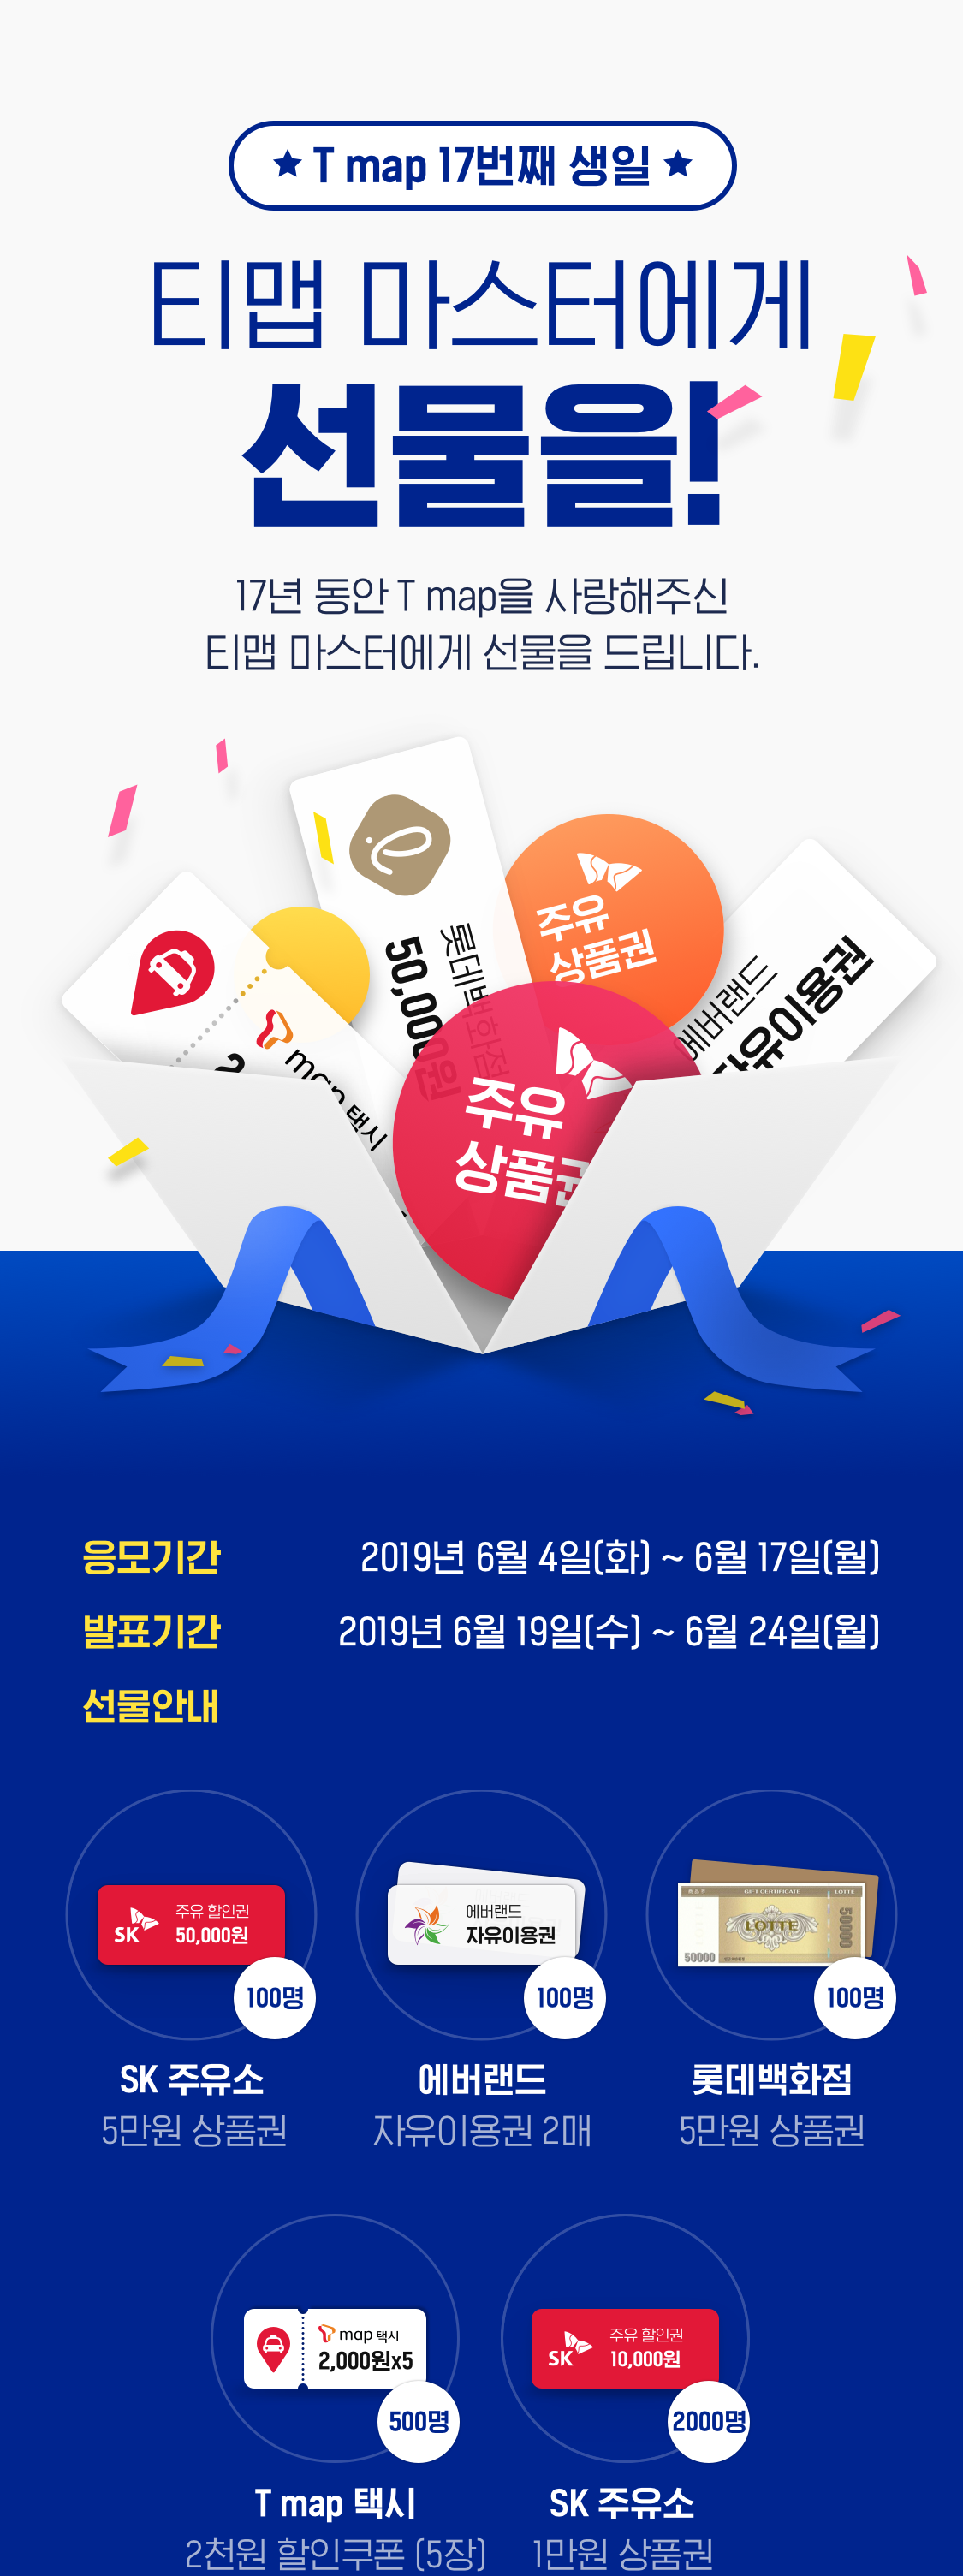 ★ T map 17번째 생일 ★
티맵 마스터에게
선물을!
17년 동안 T map을 사랑해주신
티맵 마스터에게 선물을 드립니다.
롯데백화점
50,000원
주유
상품권
에버랜드
자유이용권
map 택시
2
주유
상품권
응모기간 2019년 6월 4일(화) ~ 6월 17일(월)
발표기간 2019년 6월 19일(수) ~ 6월 24일(월)
선물안내
SK 주유 할인권
50,000원
100명
에버랜드
자유이용권
100명
GIFT CERTIFICATE LOTTE
LOTTE
50000
50000
100명
SK 주유소
5만원 상품권
에버랜드
자유이용권 2매
롯데백화점
5만원 상품권
T map 택시
2,000원x5
500명
SK 주유 할인권
10,000원
2000명
T map 택시
2천원 할인쿠폰 (5장)
SK 주유소
1만원 상품권